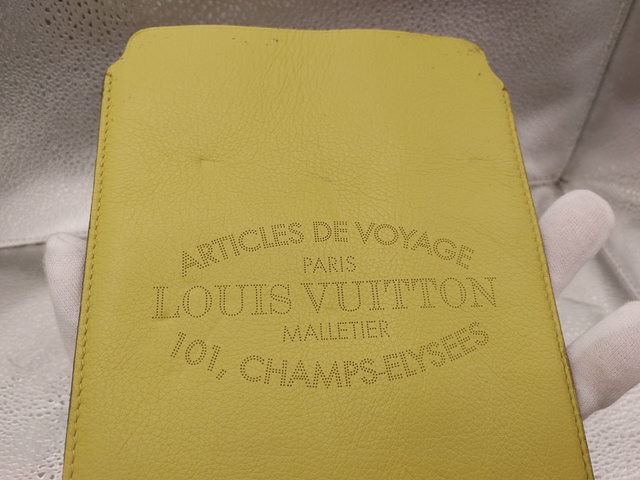 ARTICLES DE VOYAGE
PARIS
LOUIS VUITTON
MALLETIER
101, CHAMPS-ELYSEES